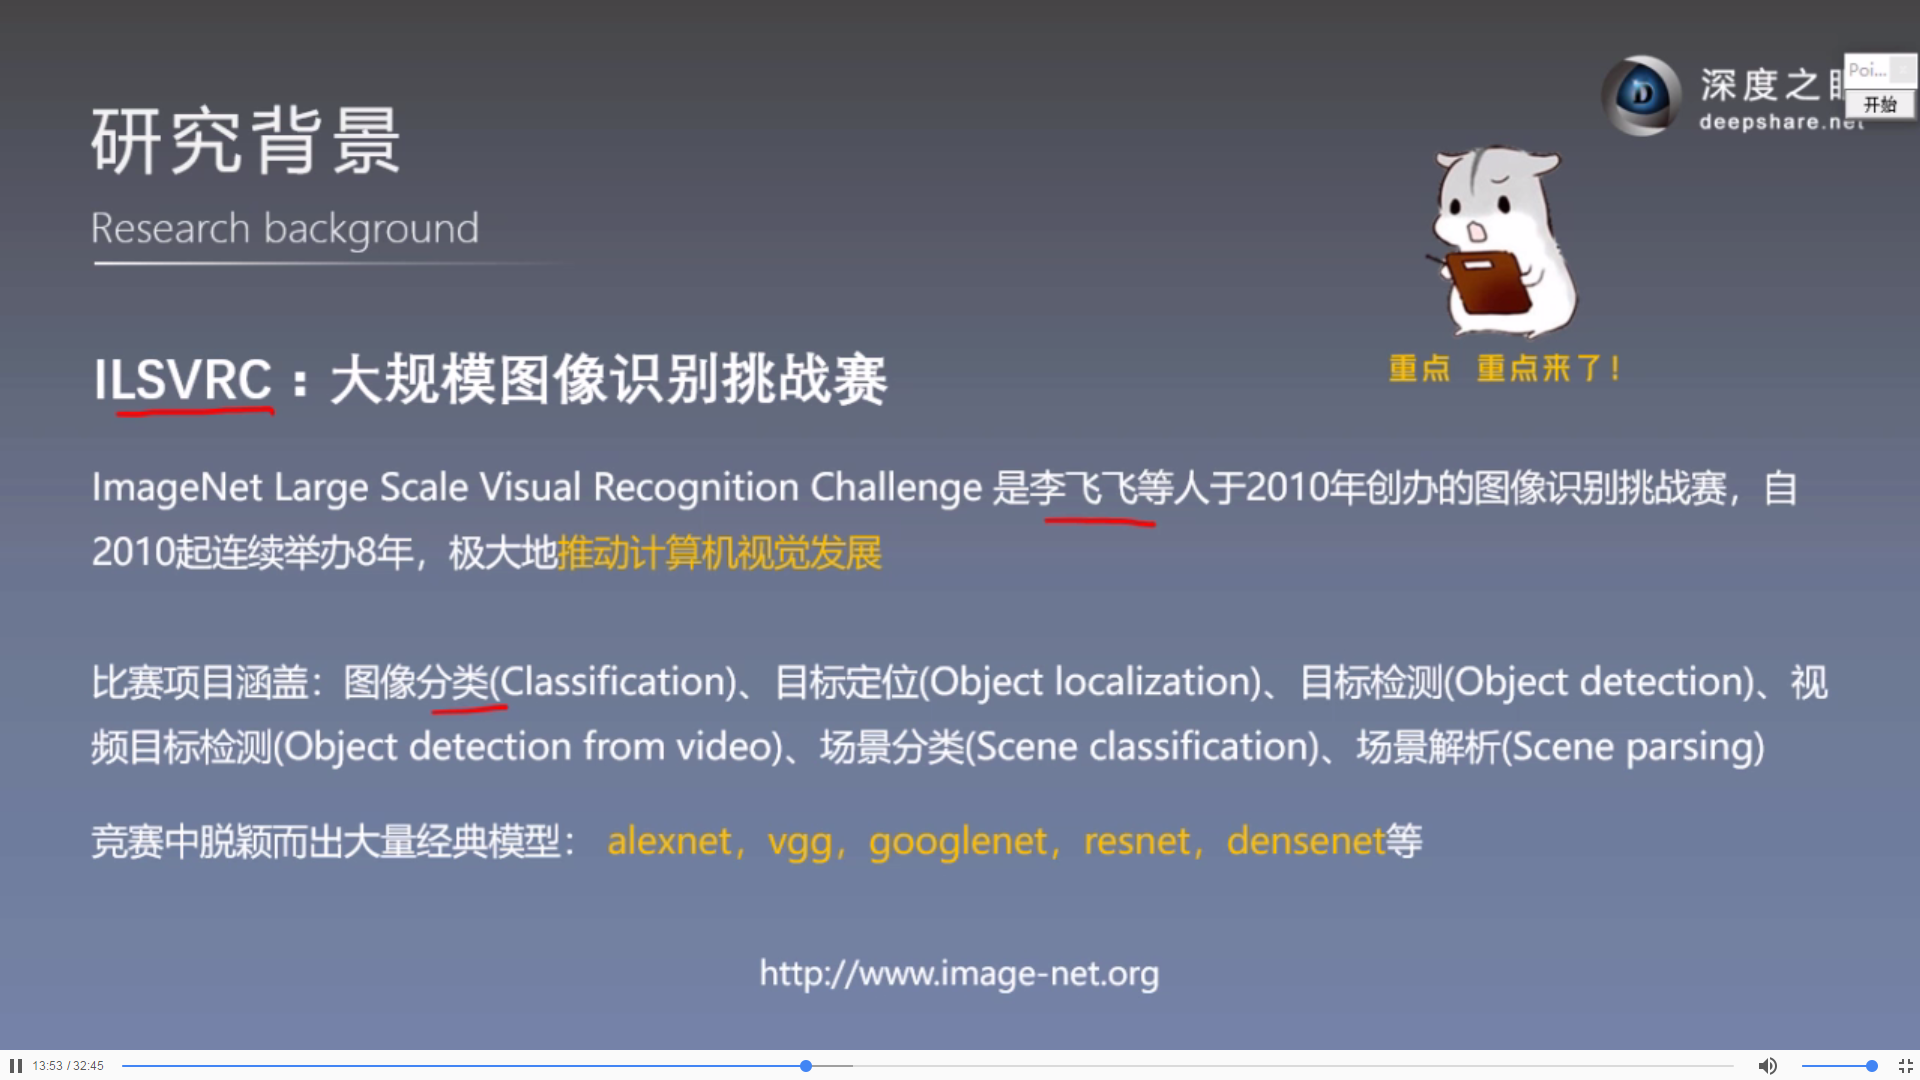 研究背景
Research background
深度之
deepshare.net
Poi...
开始
重点 重点来了！
ILSVRC：大规模图像识别挑战赛
ImageNet Large Scale Visual Recognition Challenge 是李飞飞等人于2010年创办的图像识别挑战赛，自
2010起连续举办8年，极大地推动计算机视觉发展
比赛项目涵盖：图像分类(Classification)、目标定位(Object localization)、目标检测(Object detection)、视
频目标检测(Object detection from video)、场景分类(Scene classification)、场景解析(Scene parsing)
竞赛中脱颖而出大量经典模型： alexnet，vgg，googlenet，resnet，densenet等
http://www.image-net.org
13:53 / 32:45